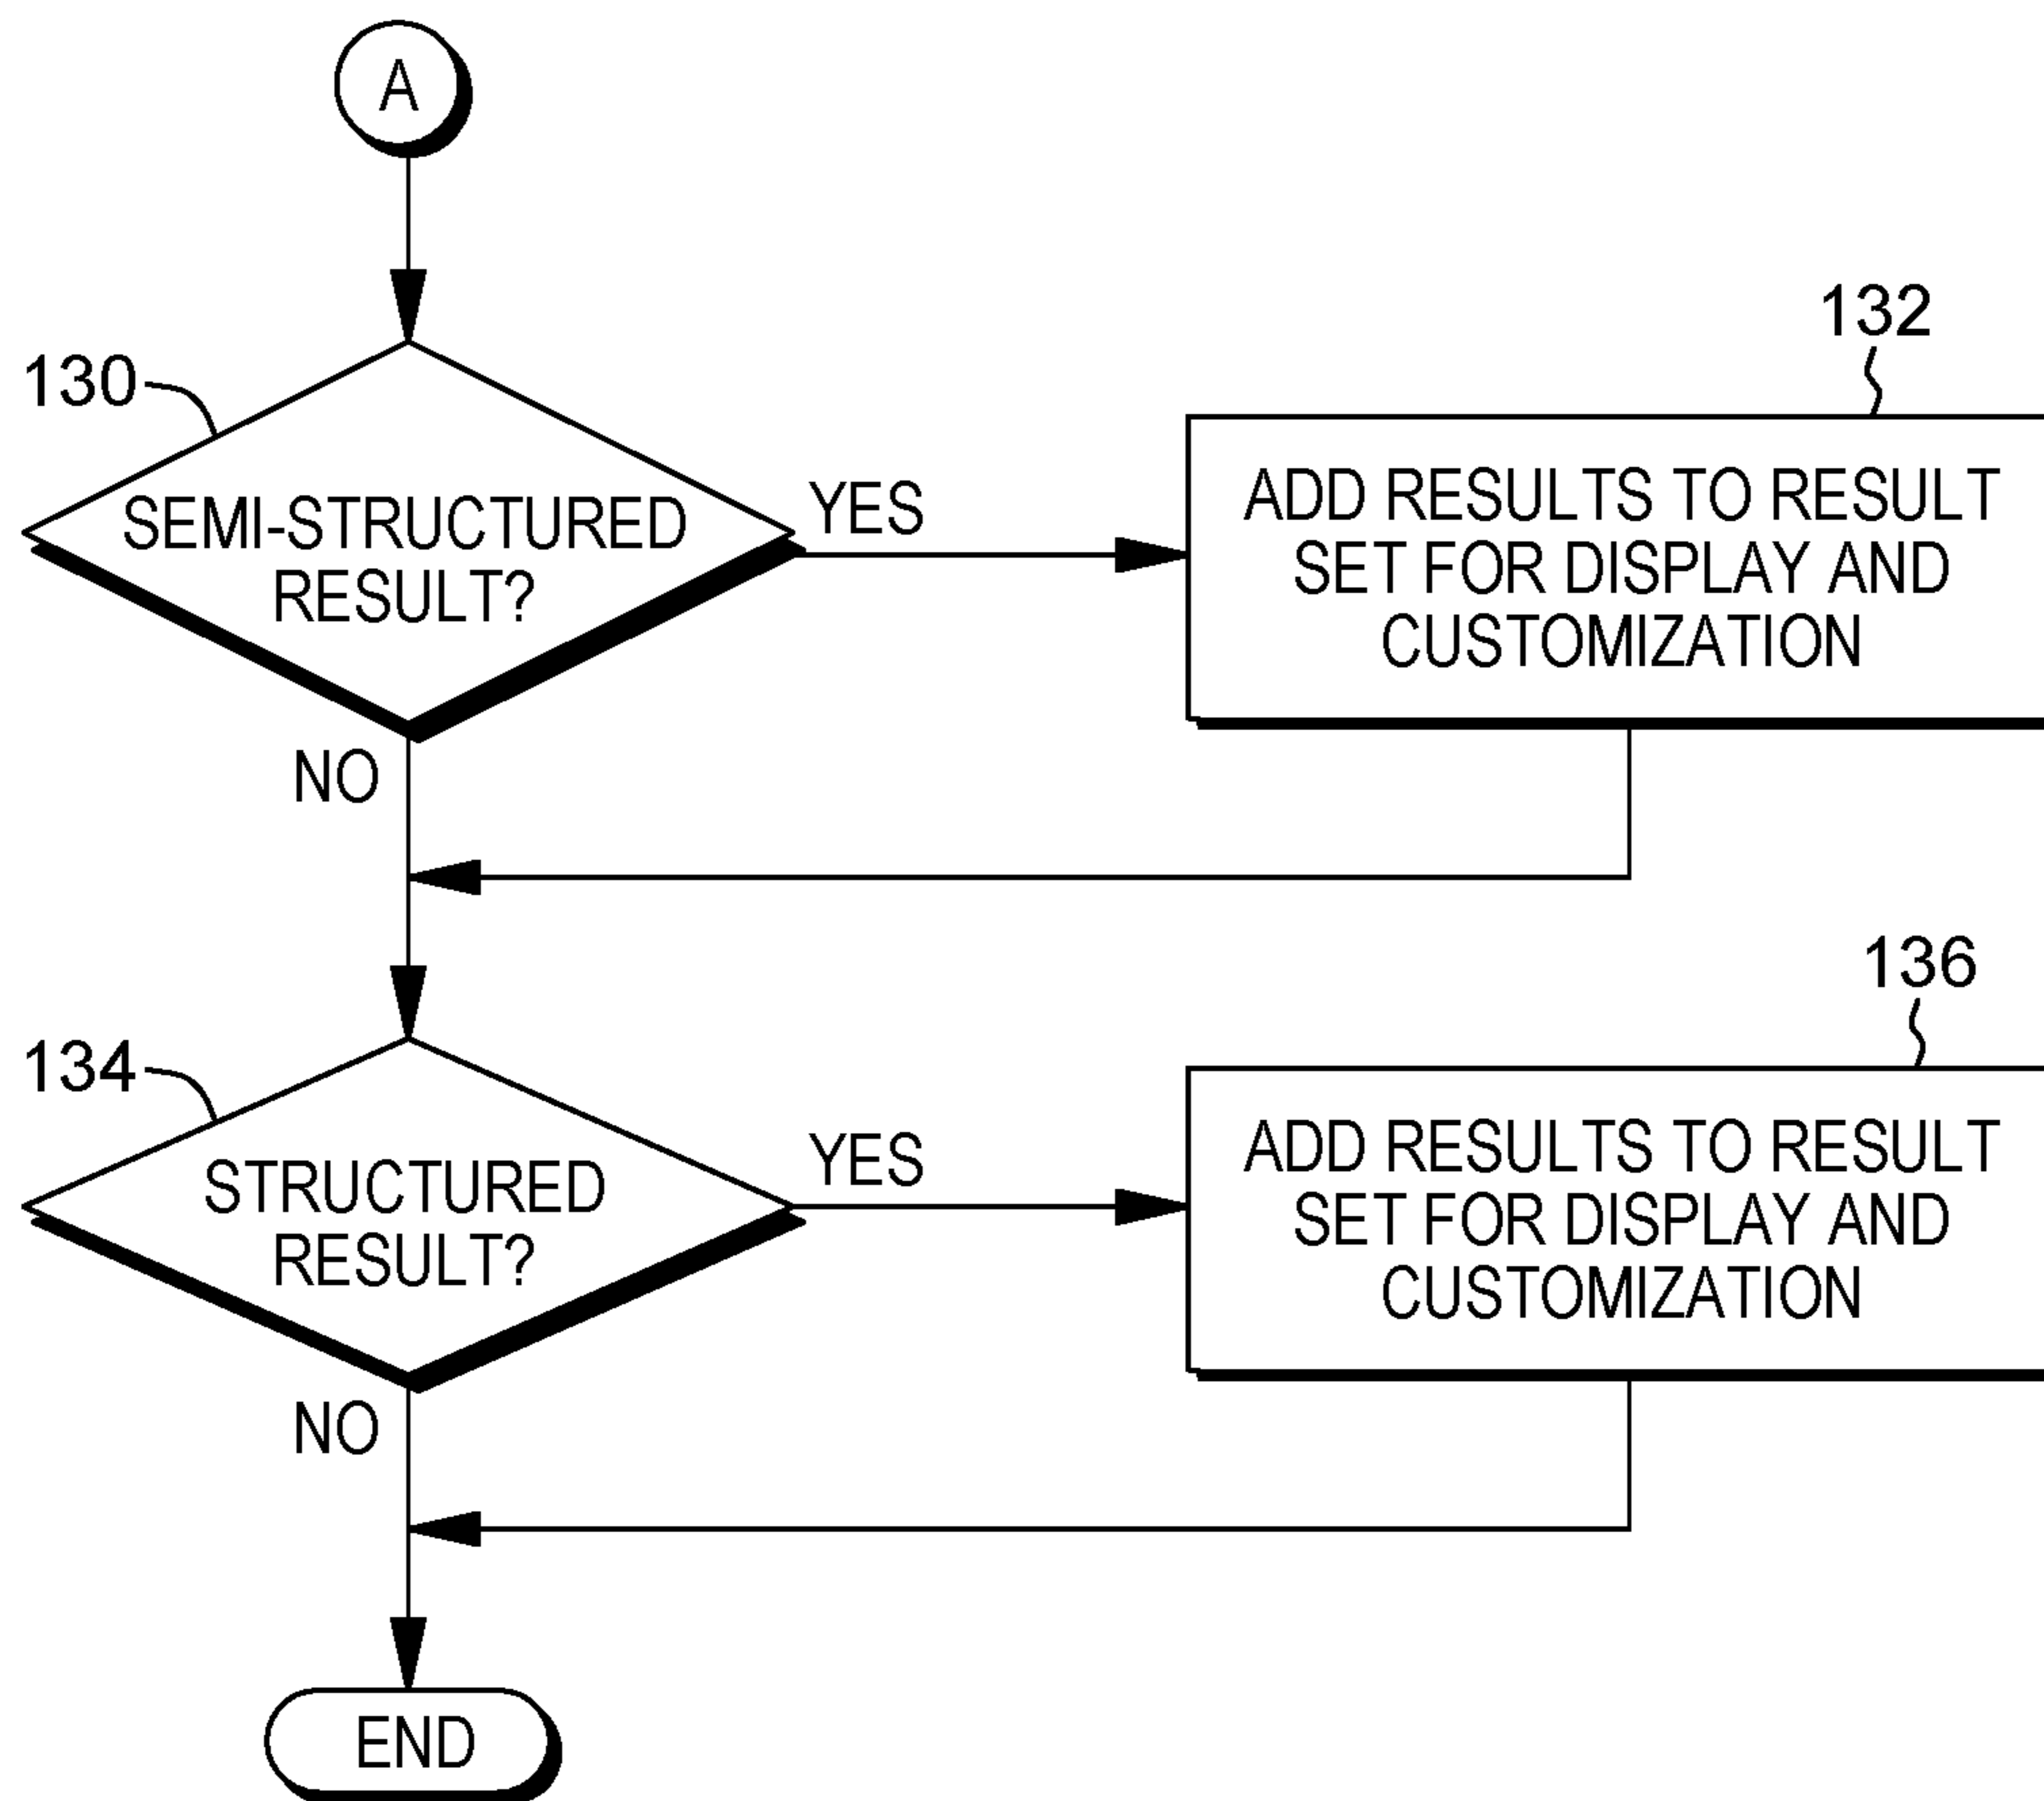 A
130
SEMI-STRUCTURED
RESULT?
YES
NO
132
ADD RESULTS TO RESULT
SET FOR DISPLAY AND
CUSTOMIZATION
134
STRUCTURED
RESULT?
YES
NO
136
ADD RESULTS TO RESULT
SET FOR DISPLAY AND
CUSTOMIZATION
END